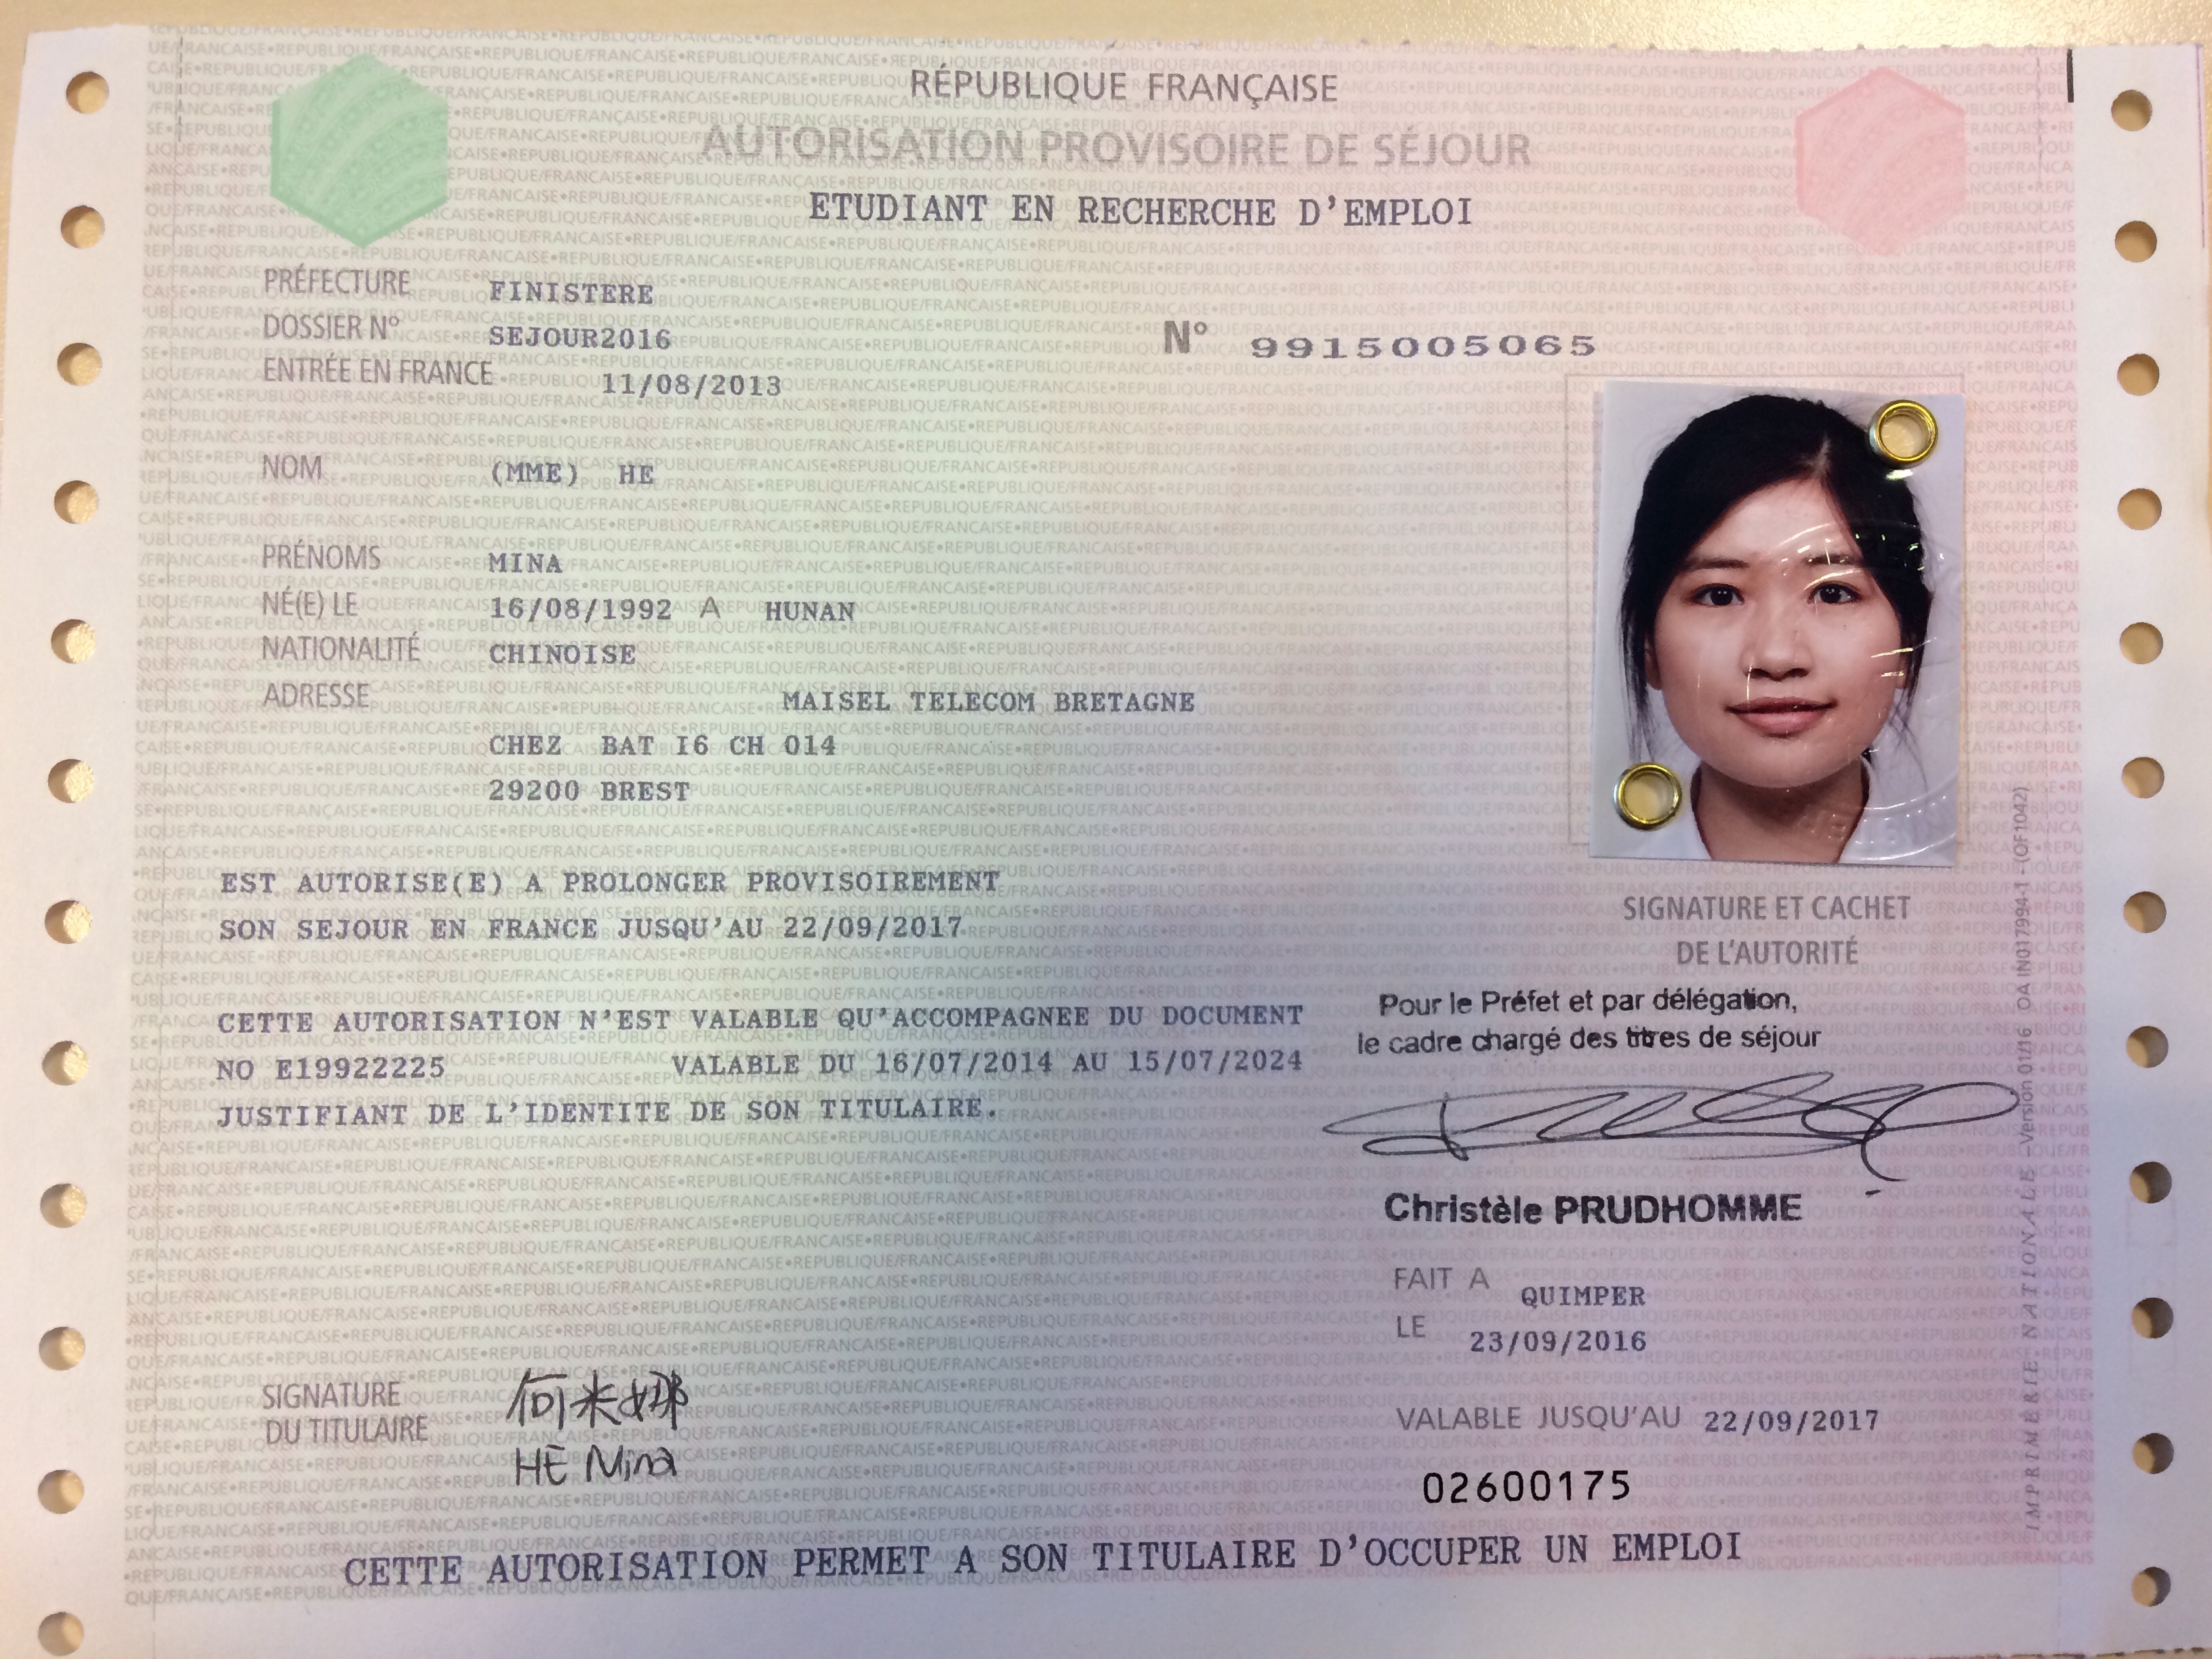 RÉPUBLIQUE FRANÇAISE
AUTORISATION PROVISOIRE DE SÉJOUR
ETUDIANT EN RECHERCHE D'EMPLOI
PRÉFECTURE FINISTERE
DOSSIER N° SEJOUR2016
N° 9915005065
ENTRÉE EN FRANCE 11/08/2013
NOM (MME) HE
PRÉNOMS MINA
NÉ(E) LE 16/08/1992 A HUNAN
NATIONALITÉ CHINOISE
ADRESSE MAISEL TELECOM BRETAGNE
CHEZ BAT I6 CH 014
29200 BREST
EST AUTORISE(E) A PROLONGER PROVISOIREMENT
SON SEJOUR EN FRANCE JUSQU'AU 22/09/2017
CETTE AUTORISATION N'EST VALABLE QU'ACCOMPAGNEE DU DOCUMENT
NO E19922225 VALABLE DU 16/07/2014 AU 15/07/2024
JUSTIFIANT DE L'IDENTITE DE SON TITULAIRE.
SIGNATURE ET CACHET
DE L'AUTORITÉ
Pour le Préfet et par délégation,
le cadre chargé des titres de séjour
Christèle PRUDHOMME
FAIT A QUIMPER
LE 23/09/2016
VALABLE JUSQU'AU 22/09/2017
02600175
SIGNATURE
DU TITULAIRE
何米娜
HE Mina
CETTE AUTORISATION PERMET A SON TITULAIRE D'OCCUPER UN EMPLOI
IMPRIMERIE NATIONALE - Version 01/16 OA IN017994-1 - (QF1042)